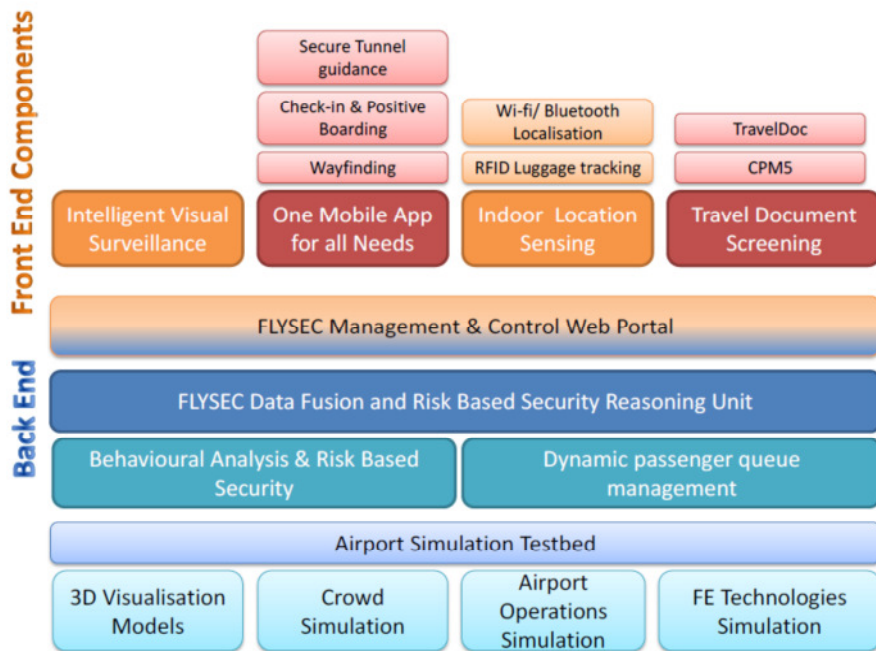 Front End Components
Secure Tunnel
guidance
Check-in & Positive
Boarding
Wi-fi/ Bluetooth
Localisation
TravelDoc
Wayfinding
RFID Luggage tracking
CPM5
Intelligent Visual
Surveillance
One Mobile App
for all Needs
Indoor Location
Sensing
Travel Document
Screening
FLYSEC Management & Control Web Portal
Back End
FLYSEC Data Fusion and Risk Based Security Reasoning Unit
Behavioural Analysis & Risk Based
Security
Dynamic passenger queue
management
Airport Simulation Testbed
3D Visualisation
Models
Crowd
Simulation
Airport
Operations
Simulation
FE Technologies
Simulation